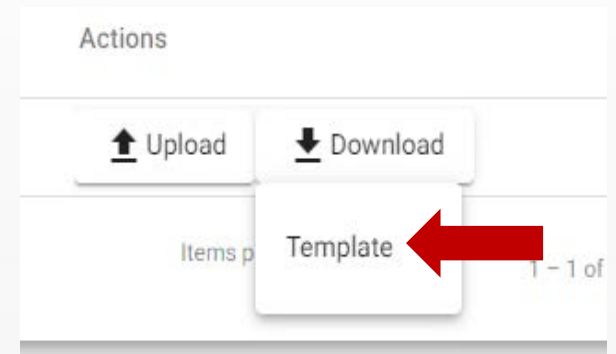 Actions
Upload Download
Template
Items p
1 – 1 of